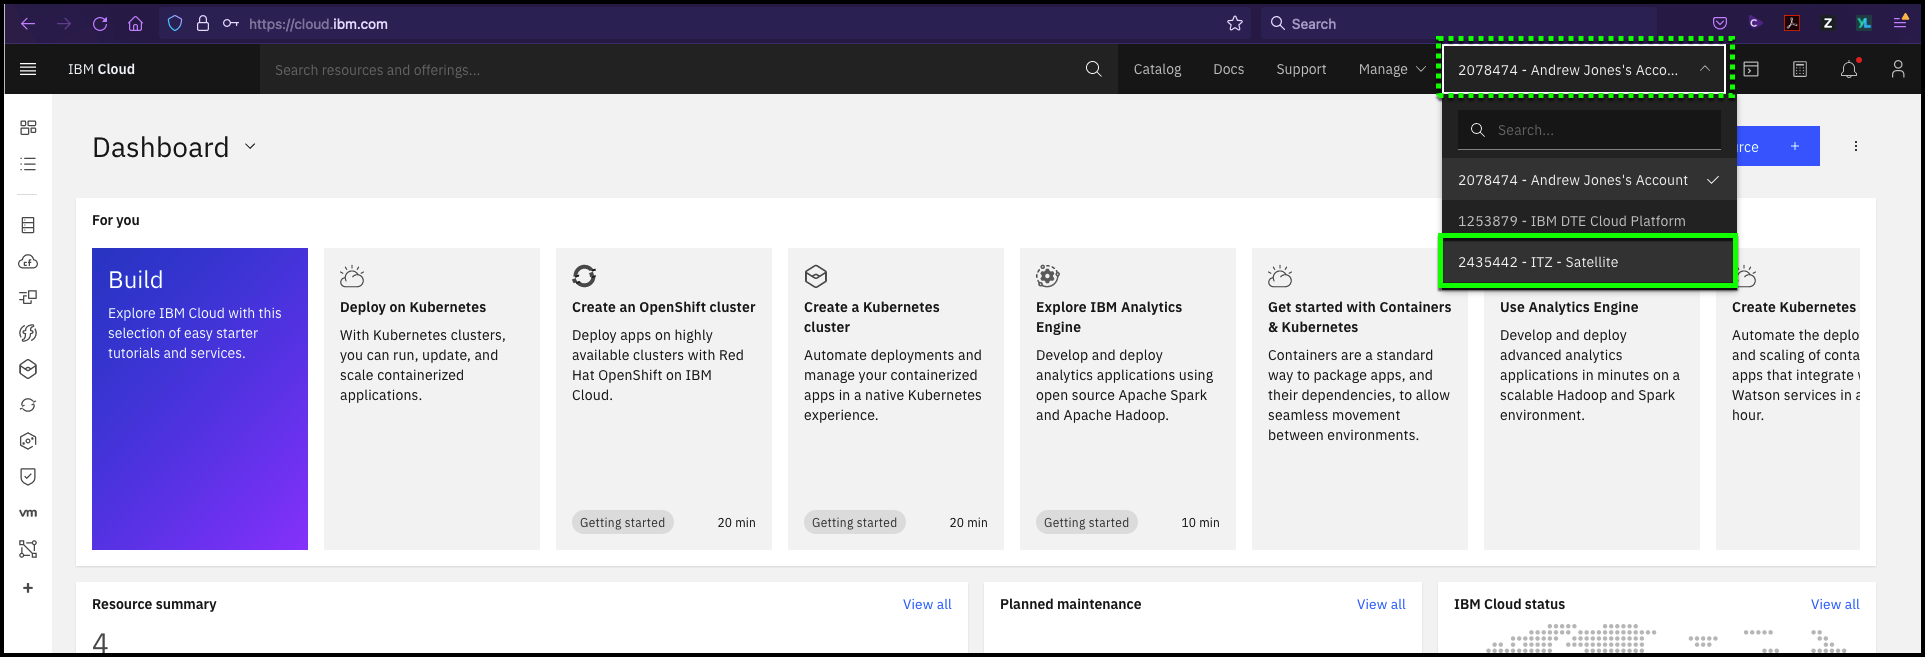 https://cloud.ibm.com
Search
Z
YL
IBM Cloud
Search resources and offerings...
Catalog
Docs
Support
Manage
2078474 - Andrew Jones's Acco...
Search...
2078474 - Andrew Jones's Account
1253879 - IBM DTE Cloud Platform
2435442 - ITZ - Satellite
Dashboard
rce +
For you
Build
Explore IBM Cloud with this
selection of easy starter
tutorials and services.
Deploy on Kubernetes
With Kubernetes clusters,
you can run, update, and
scale containerized
applications.
Create an OpenShift cluster
Deploy apps on highly
available clusters with Red
Hat OpenShift on IBM
Cloud.
Getting started
20 min
Create a Kubernetes
cluster
Automate deployments and
manage your containerized
apps in a native Kubernetes
experience.
Getting started
20 min
Explore IBM Analytics
Engine
Develop and deploy
analytics applications using
open source Apache Spark
and Apache Hadoop.
Getting started
10 min
Get started with Containers
& Kubernetes
Containers are a standard
way to package apps, and
their dependencies, to allow
seamless movement
between environments.
Use Analytics Engine
Develop and deploy
advanced analytics
applications in minutes on a
scalable Hadoop and Spark
environment.
Create Kubernetes
Automate the deplo
and scaling of conta
apps that integrate
Watson services in a
hour.
cf
vm
Resource summary
View all
4
Planned maintenance
View all
IBM Cloud status
View all